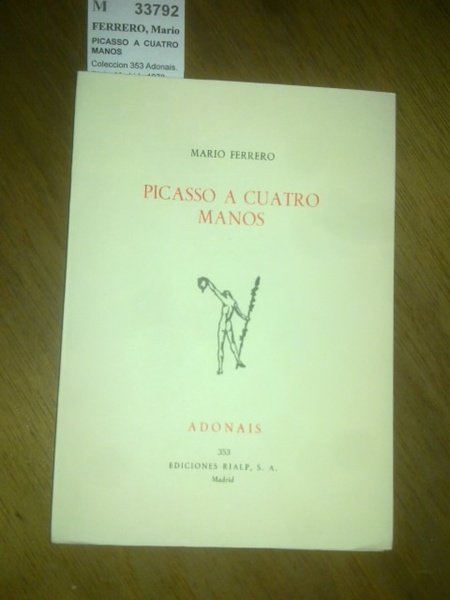 M 33792
FERRERO, Mario
PICASSO A CUATRO
MANOS
Coleccion 353 Adonais.
MARIO FERRERO
PICASSO A CUATRO
MANOS
ADONAIS
353
EDICIONES RIALP, S. A.
Madrid